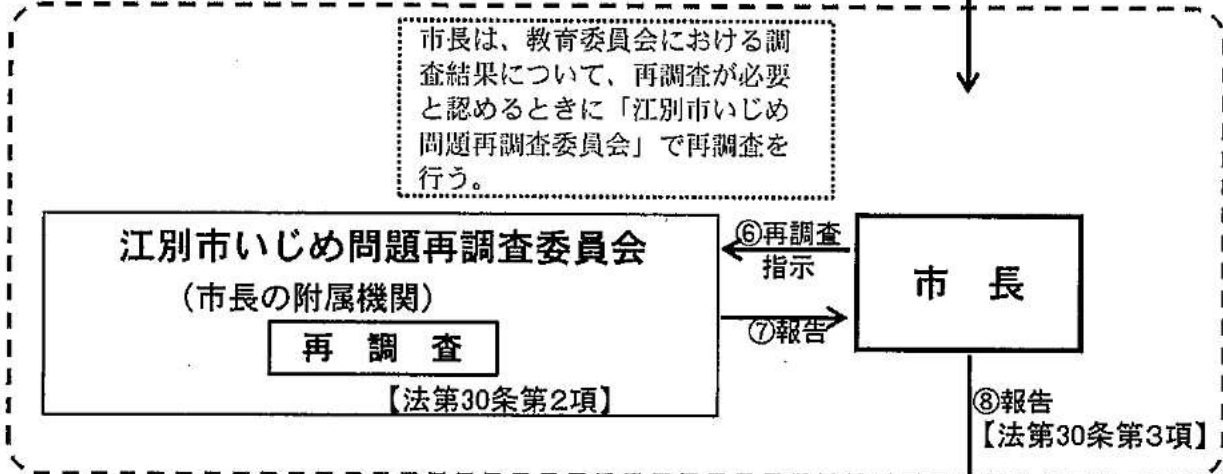 市長は、教育委員会における調
査結果について、再調査が必要
と認めるときに「江別市いじめ
問題再調査委員会」で再調査を
行う。
江別市いじめ問題再調査委員会
（市長の附属機関）
再 調 査
【法第30条第2項】
⑥再調査
指示
⑦報告
市 長
⑧報告
【法第30条第3項】